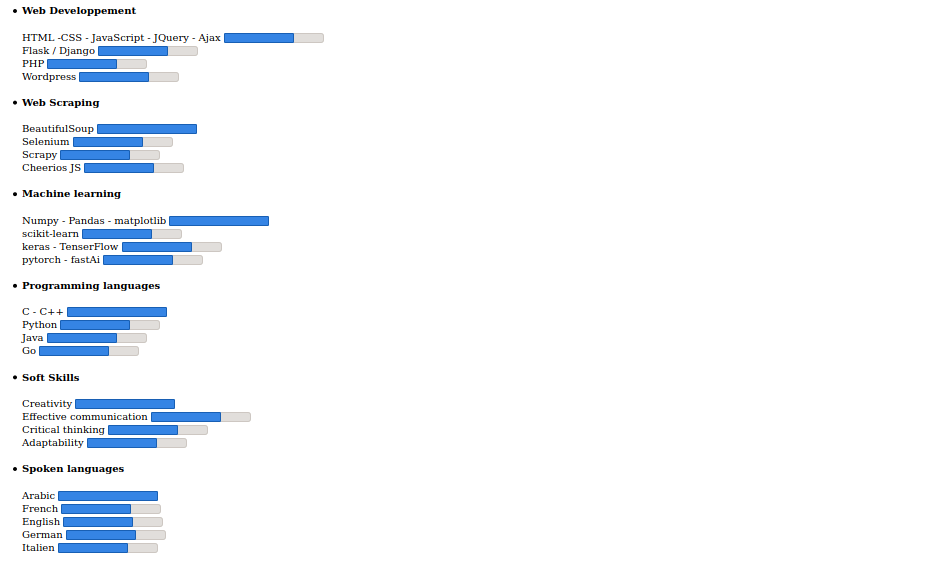 • Web Developpement
HTML -CSS - JavaScript - JQuery - Ajax
Flask / Django
PHP
Wordpress
• Web Scraping
BeautifulSoup
Selenium
Scrapy
Cheerios JS
• Machine learning
Numpy - Pandas - matplotlib
scikit-learn
keras - TenserFlow
pytorch - fastAi
• Programming languages
C - C++
Python
Java
Go
• Soft Skills
Creativity
Effective communication
Critical thinking
Adaptability
• Spoken languages
Arabic
French
English
German
Italien